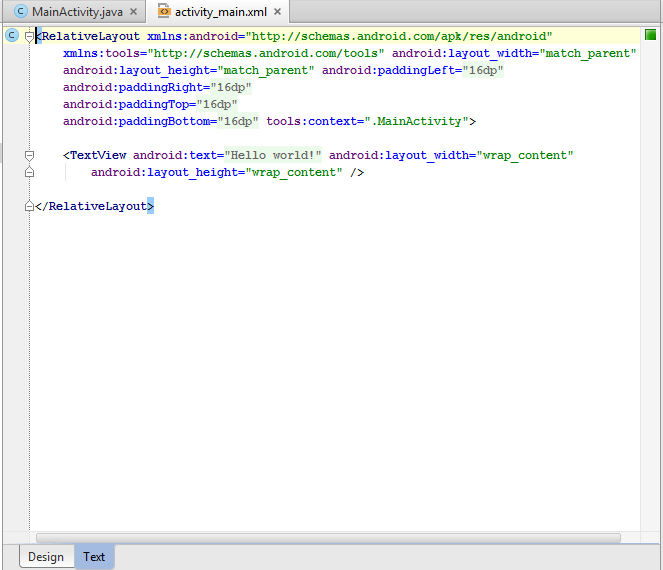 MainActivity.java activity_main.xml
<RelativeLayout xmlns:android="http://schemas.android.com/apk/res/android"
xmlns:tools="http://schemas.android.com/tools" android:layout_width="match_parent"
android:layout_height="match_parent" android:paddingLeft="16dp"
android:paddingRight="16dp"
android:paddingTop="16dp"
android:paddingBottom="16dp" tools:context=".MainActivity">
<TextView android:text="Hello world!" android:layout_width="wrap_content"
android:layout_height="wrap_content" />
</RelativeLayout>
Design Text